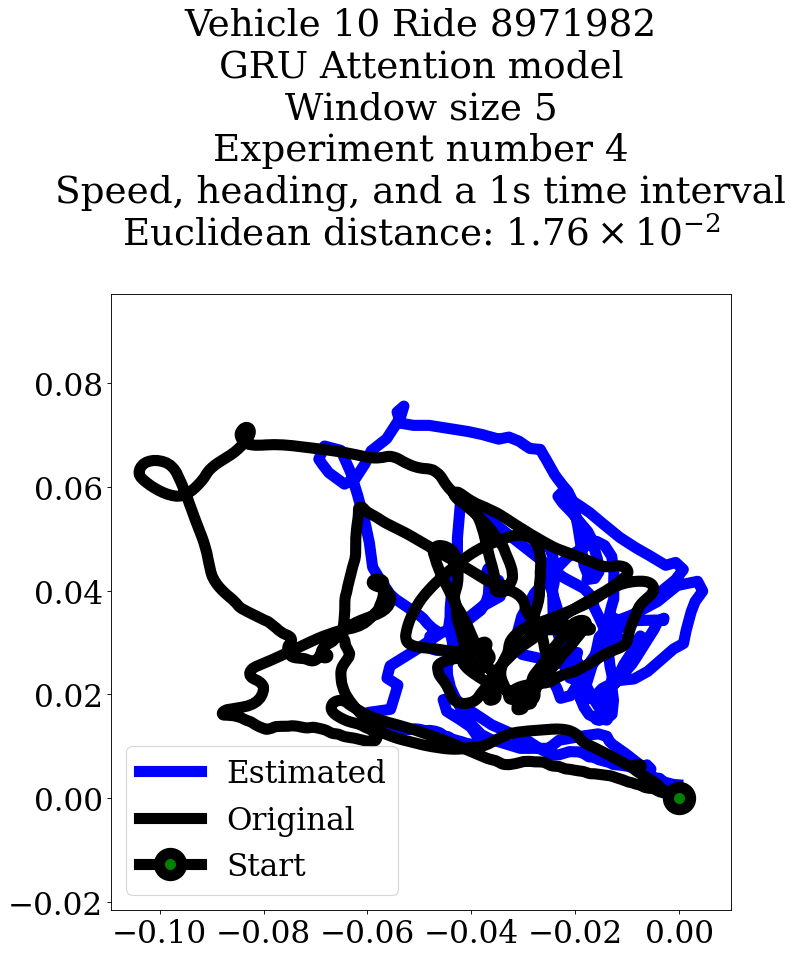 Vehicle 10 Ride 8971982
GRU Attention model
Window size 5
Experiment number 4
Speed, heading, and a 1s time interval
Euclidean distance: 1.76 × 10⁻²
0.08
0.06
0.04
0.02
0.00
−0.02
Estimated
Original
Start
−0.10 −0.08 −0.06 −0.04 −0.02 0.00